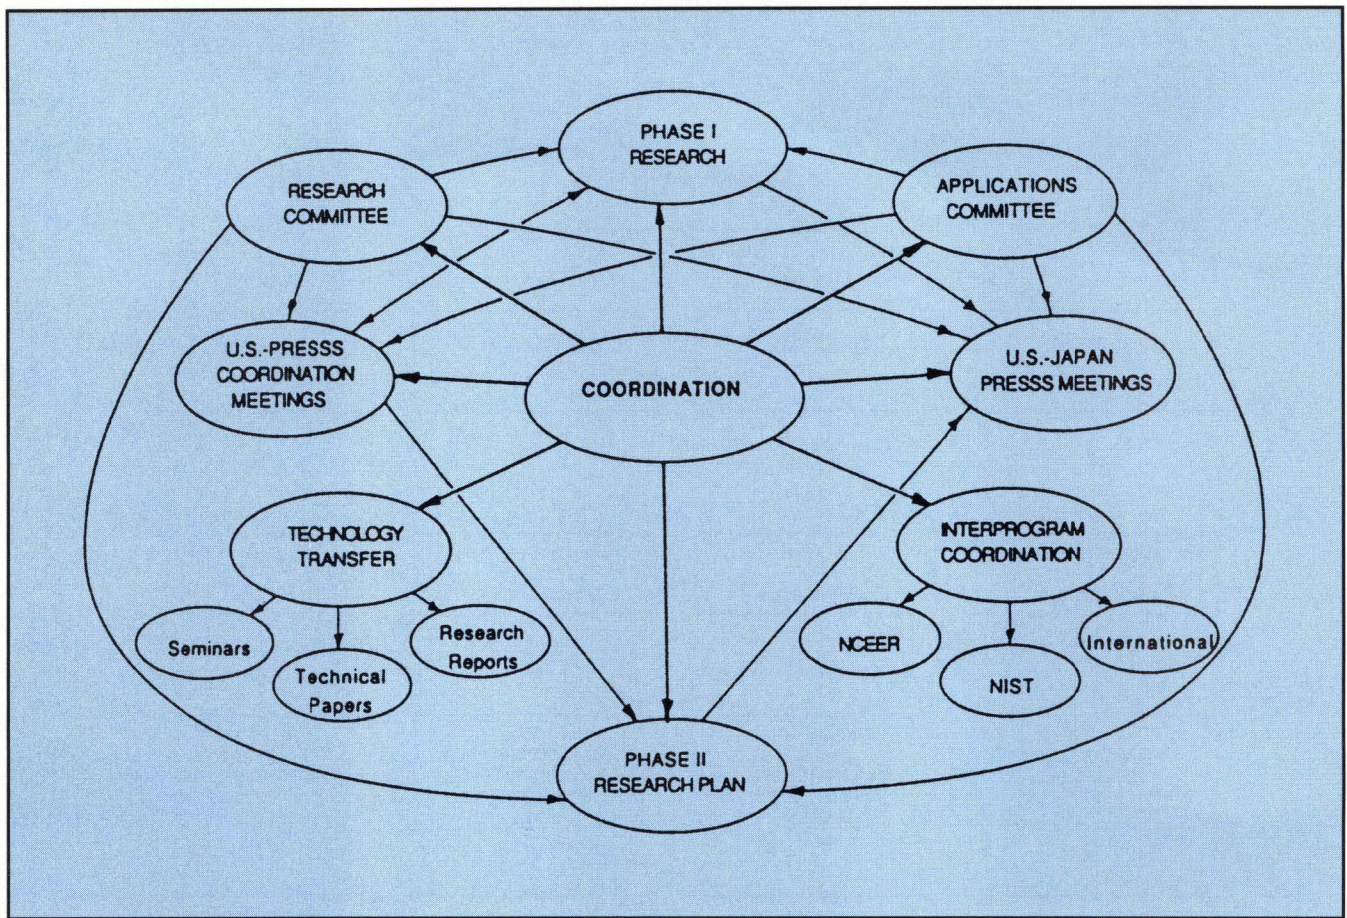 PHASE I
RESEARCH
RESEARCH
COMMITTEE
APPLICATIONS
COMMITTEE
U.S.-PRESSS
COORDINATION
MEETINGS
COORDINATION
U.S.-JAPAN
PRESSS MEETINGS
TECHNOLOGY
TRANSFER
INTERPROGRAM
COORDINATION
Seminars
Technical
Papers
Research
Reports
NCEER
NIST
International
PHASE II
RESEARCH PLAN